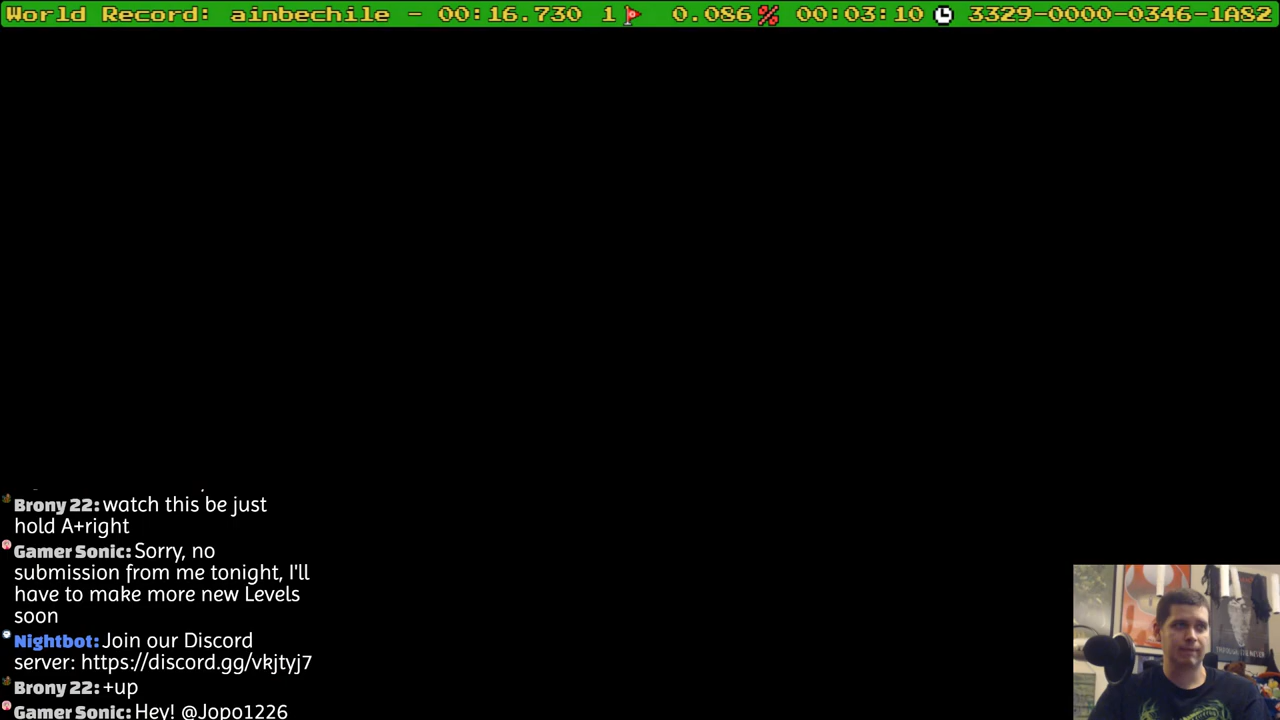 World Record: ainbechile - 00:16.730 1 0.086% 00:03:10 3329-0000-0346-1A82
Brony 22: watch this be just
hold A+right
Gamer Sonic: Sorry, no
submission from me tonight, I'll
have to make more new Levels
soon
Nightbot: Join our Discord
server: https://discord.gg/vkjtyj7
Brony 22: +up
Gamer Sonic: Hey! @Jopo1226